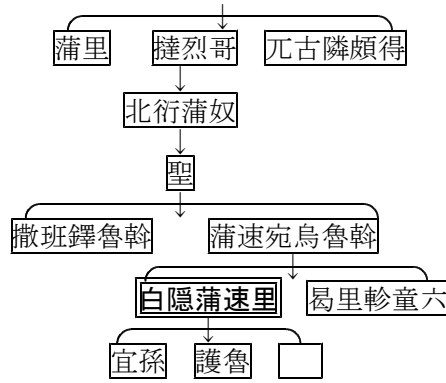 蒲里 撻烈哥 兀古隣頗得
北衍蒲奴
聖
撒班鐸魯斡 蒲速宛烏魯斡
白隠蒲速里 曷里軫童六
宜孫 護魯